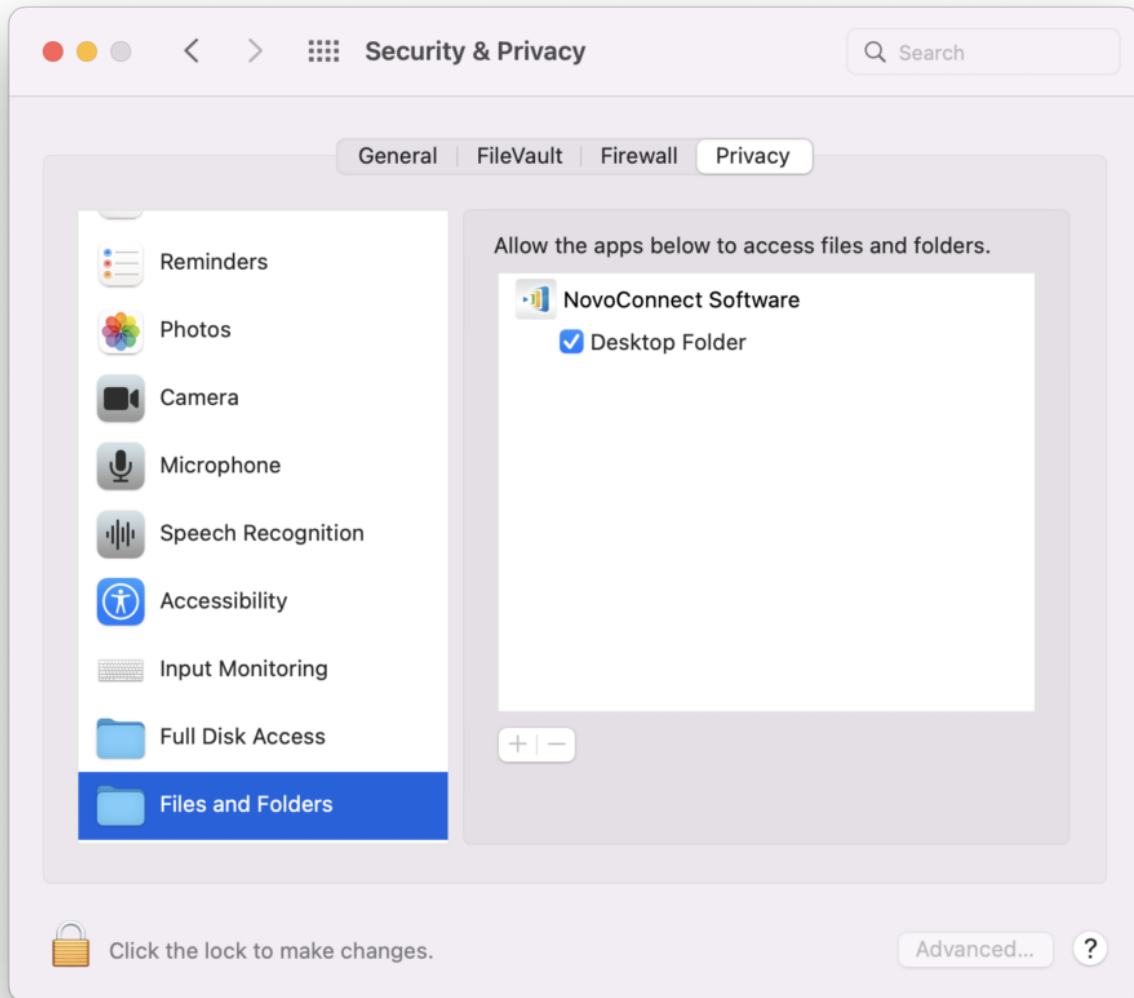 Security & Privacy
Search
General
FileVault
Firewall
Privacy
Reminders
Photos
Camera
Microphone
Speech Recognition
Accessibility
Input Monitoring
Full Disk Access
Files and Folders
Allow the apps below to access files and folders.
NovoConnect Software
Desktop Folder
Click the lock to make changes.
Advanced...
?